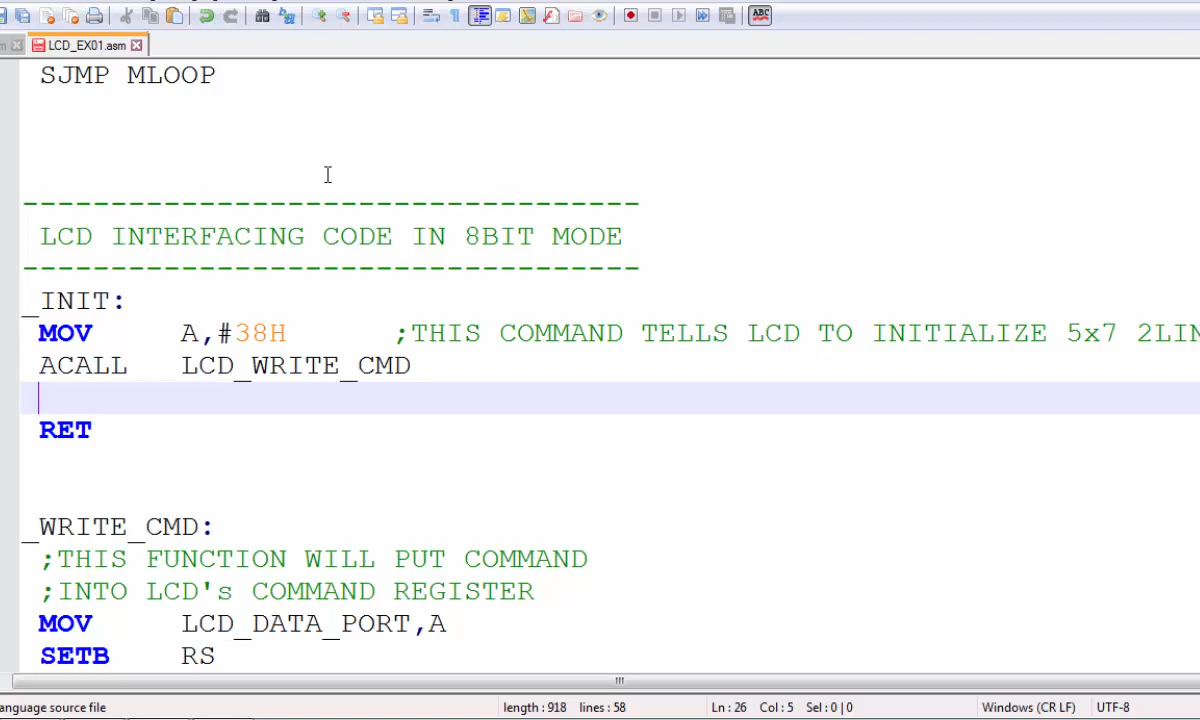 LCD_EX01.asm
SJMP MLOOP
-----------------------------------
LCD INTERFACING CODE IN 8BIT MODE
-----------------------------------
_INIT:
MOV A,#38H ;THIS COMMAND TELLS LCD TO INITIALIZE 5x7 2LIN
ACALL LCD_WRITE_CMD
RET
_WRITE_CMD:
;THIS FUNCTION WILL PUT COMMAND
;INTO LCD's COMMAND REGISTER
MOV LCD_DATA_PORT,A
SETB RS
anguage source file length : 918 lines : 58 Ln : 26 Col : 5 Sel : 0 | 0 Windows (CR LF) UTF-8